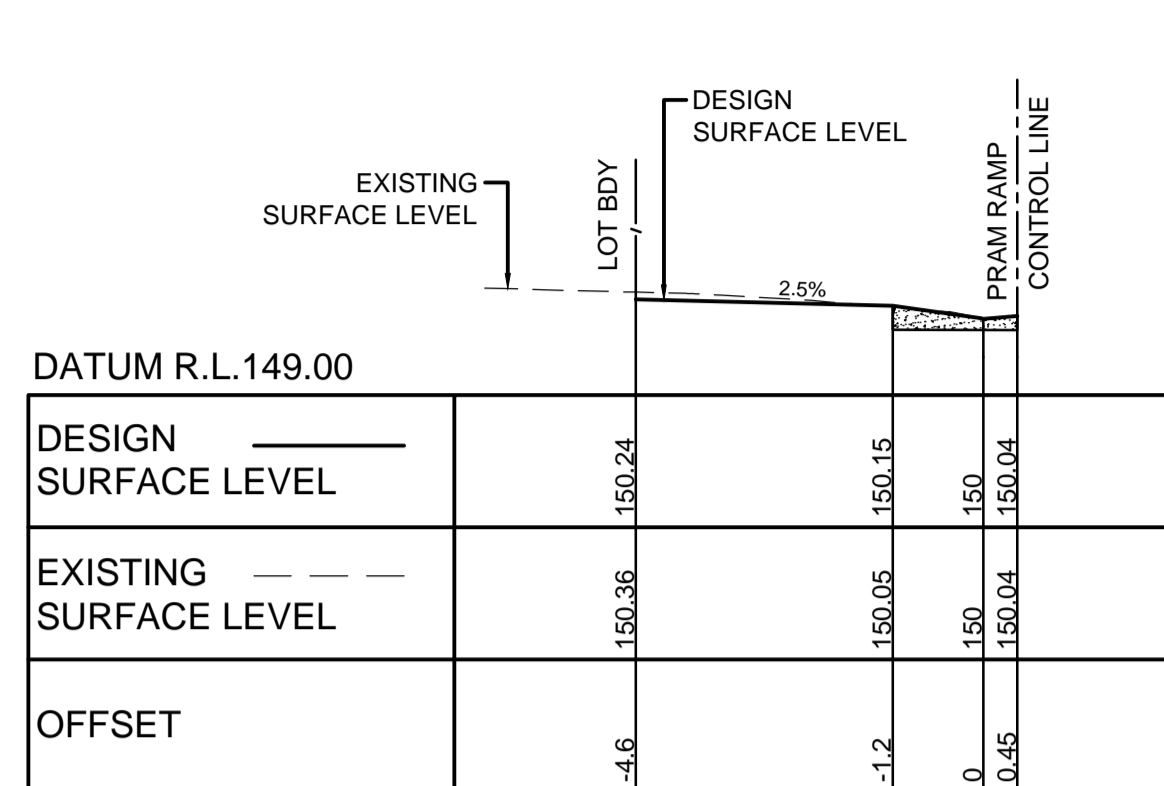 DESIGN
SURFACE LEVEL
EXISTING
SURFACE LEVEL
LOT BDY
PRAM RAMP
CONTROL LINE
2.5%
DATUM R.L.149.00
DESIGN
SURFACE LEVEL
150.24
150.15
150
150.04
EXISTING
SURFACE LEVEL
150.36
150.05
150
150.04
OFFSET
-4.6
-1.2
0
0.45